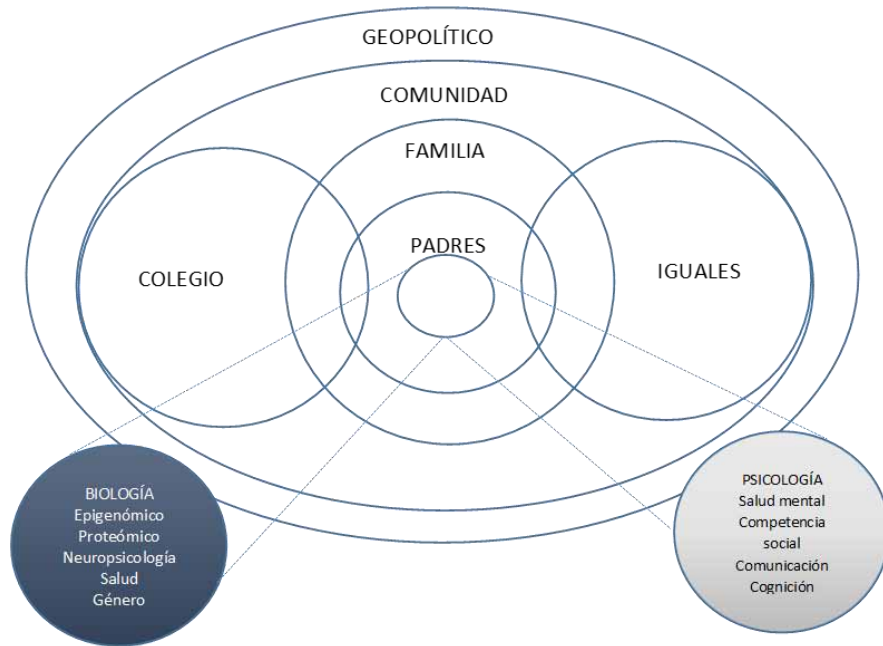 GEOPOLÍTICO
COMUNIDAD
FAMILIA
PADRES
COLEGIO
IGUALES
BIOLOGÍA
Epigenómico
Proteómico
Neuropsicología
Salud
Género
PSICOLOGÍA
Salud mental
Competencia
social
Comunicación
Cognición